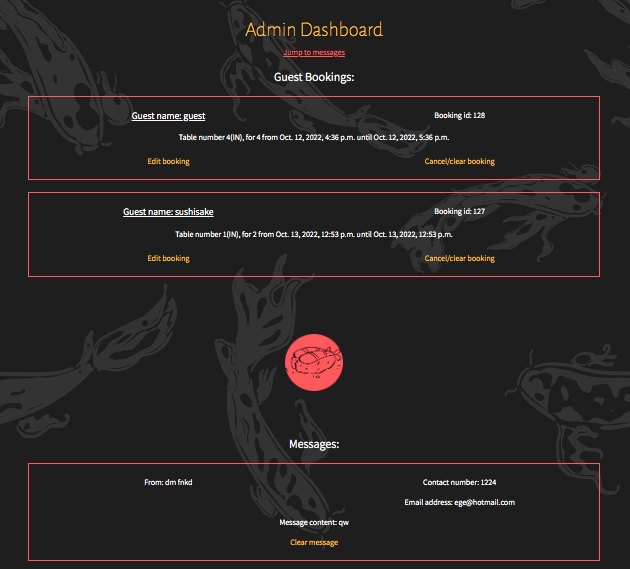 Admin Dashboard
Jump to messages
Guest Bookings:
Guest name: guest
Booking id: 128
Table number 4(IN), for 4 from Oct. 12, 2022, 4:36 p.m. until Oct. 12, 2022, 5:36 p.m.
Edit booking
Cancel/clear booking
Guest name: sushisake
Booking id: 127
Table number 1(IN), for 2 from Oct. 13, 2022, 12:53 p.m. until Oct. 13, 2022, 12:53 p.m.
Edit booking
Cancel/clear booking
Messages:
From: dm fnkd
Contact number: 1224
Email address: ege@hotmail.com
Message content: qw
Clear message